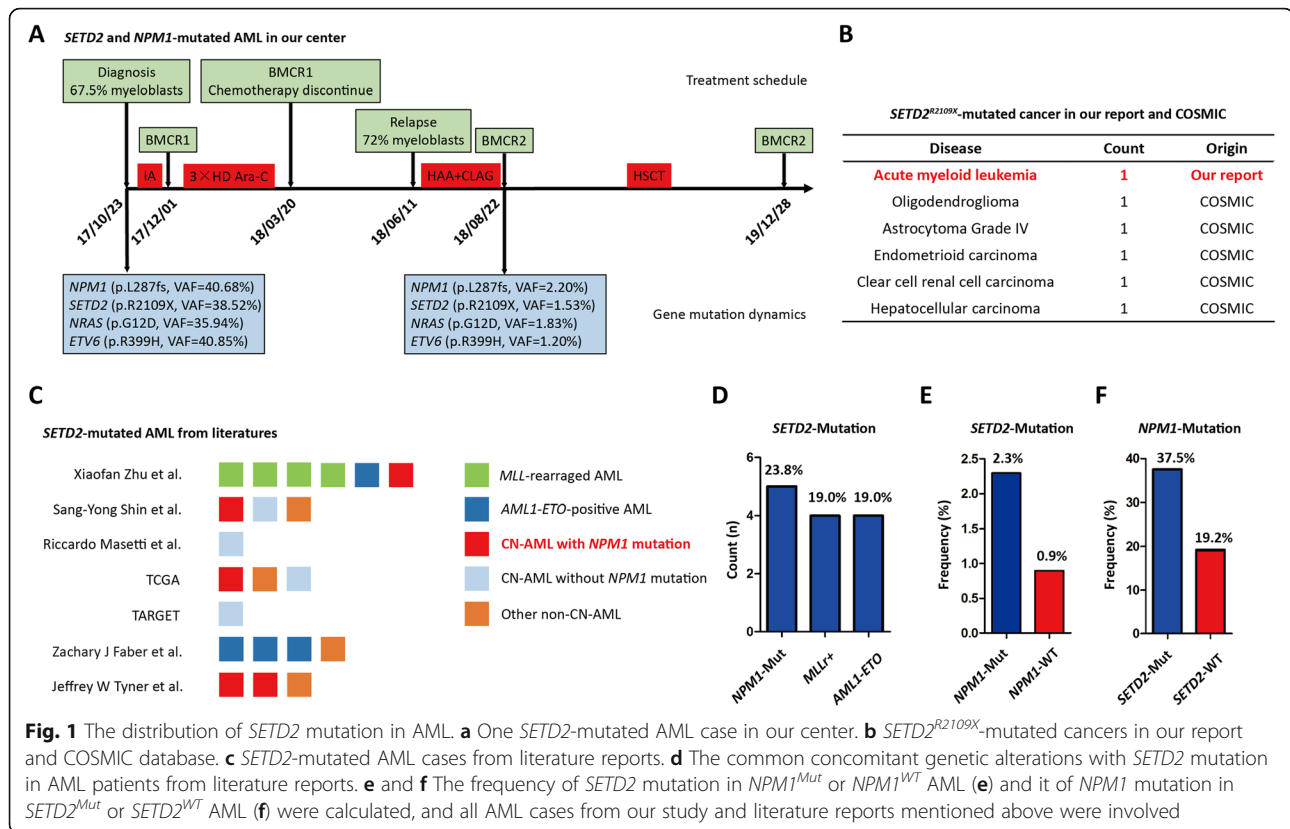 A
SETD2 and NPM1-mutated AML in our center
Diagnosis
67.5% myeloblasts
BMCR1
Chemotherapy discontinue
Treatment schedule
BMCR1
Relapse
72% myeloblasts
BMCR2
BMCR2
IA
3×HD Ara-C
HAA+CLAG
HSCT
17/10/23
17/12/01
18/03/20
18/06/11
18/08/22
19/12/28
NPM1 (p.L287fs, VAF=40.68%)
SETD2 (p.R2109X, VAF=38.52%)
NRAS (p.G12D, VAF=35.94%)
ETV6 (p.R399H, VAF=40.85%)
NPM1 (p.L287fs, VAF=2.20%)
SETD2 (p.R2109X, VAF=1.53%)
NRAS (p.G12D, VAF=1.83%)
ETV6 (p.R399H, VAF=1.20%)
Gene mutation dynamics
B
SETD2R2109X-mutated cancer in our report and COSMIC
Disease Count Origin
Acute myeloid leukemia 1 Our report
Oligodendroglioma 1 COSMIC
Astrocytoma Grade IV 1 COSMIC
Endometrioid carcinoma 1 COSMIC
Clear cell renal cell carcinoma 1 COSMIC
Hepatocellular carcinoma 1 COSMIC
C
SETD2-mutated AML from literatures
Xiaofan Zhu et al.
Sang-Yong Shin et al.
Riccardo Masetti et al.
TCGA
TARGET
Zachary J Faber et al.
Jeffrey W Tyner et al.
MLL-rearraged AML
AML1-ETO-positive AML
CN-AML with NPM1 mutation
CN-AML without NPM1 mutation
Other non-CN-AML
D
SETD2-Mutation
Count (n)
6
4
2
0
23.8%
19.0%
19.0%
NPM1-Mut
MLLr+
AML1-ETO
E
SETD2-Mutation
Frequency (%)
2.5
2.0
1.5
1.0
0.5
0.0
2.3%
0.9%
NPM1-Mut
NPM1-WT
F
NPM1-Mutation
Frequency (%)
40
30
20
10
0
37.5%
19.2%
SETD2-Mut
SETD2-WT
Fig. 1 The distribution of SETD2 mutation in AML. a One SETD2-mutated AML case in our center. b SETD2R2109X-mutated cancers in our report
and COSMIC database. c SETD2-mutated AML cases from literature reports. d The common concomitant genetic alterations with SETD2 mutation
in AML patients from literature reports. e and f The frequency of SETD2 mutation in NPM1Mut or NPM1WT AML (e) and it of NPM1 mutation in
SETD2Mut or SETD2WT AML (f) were calculated, and all AML cases from our study and literature reports mentioned above were involved